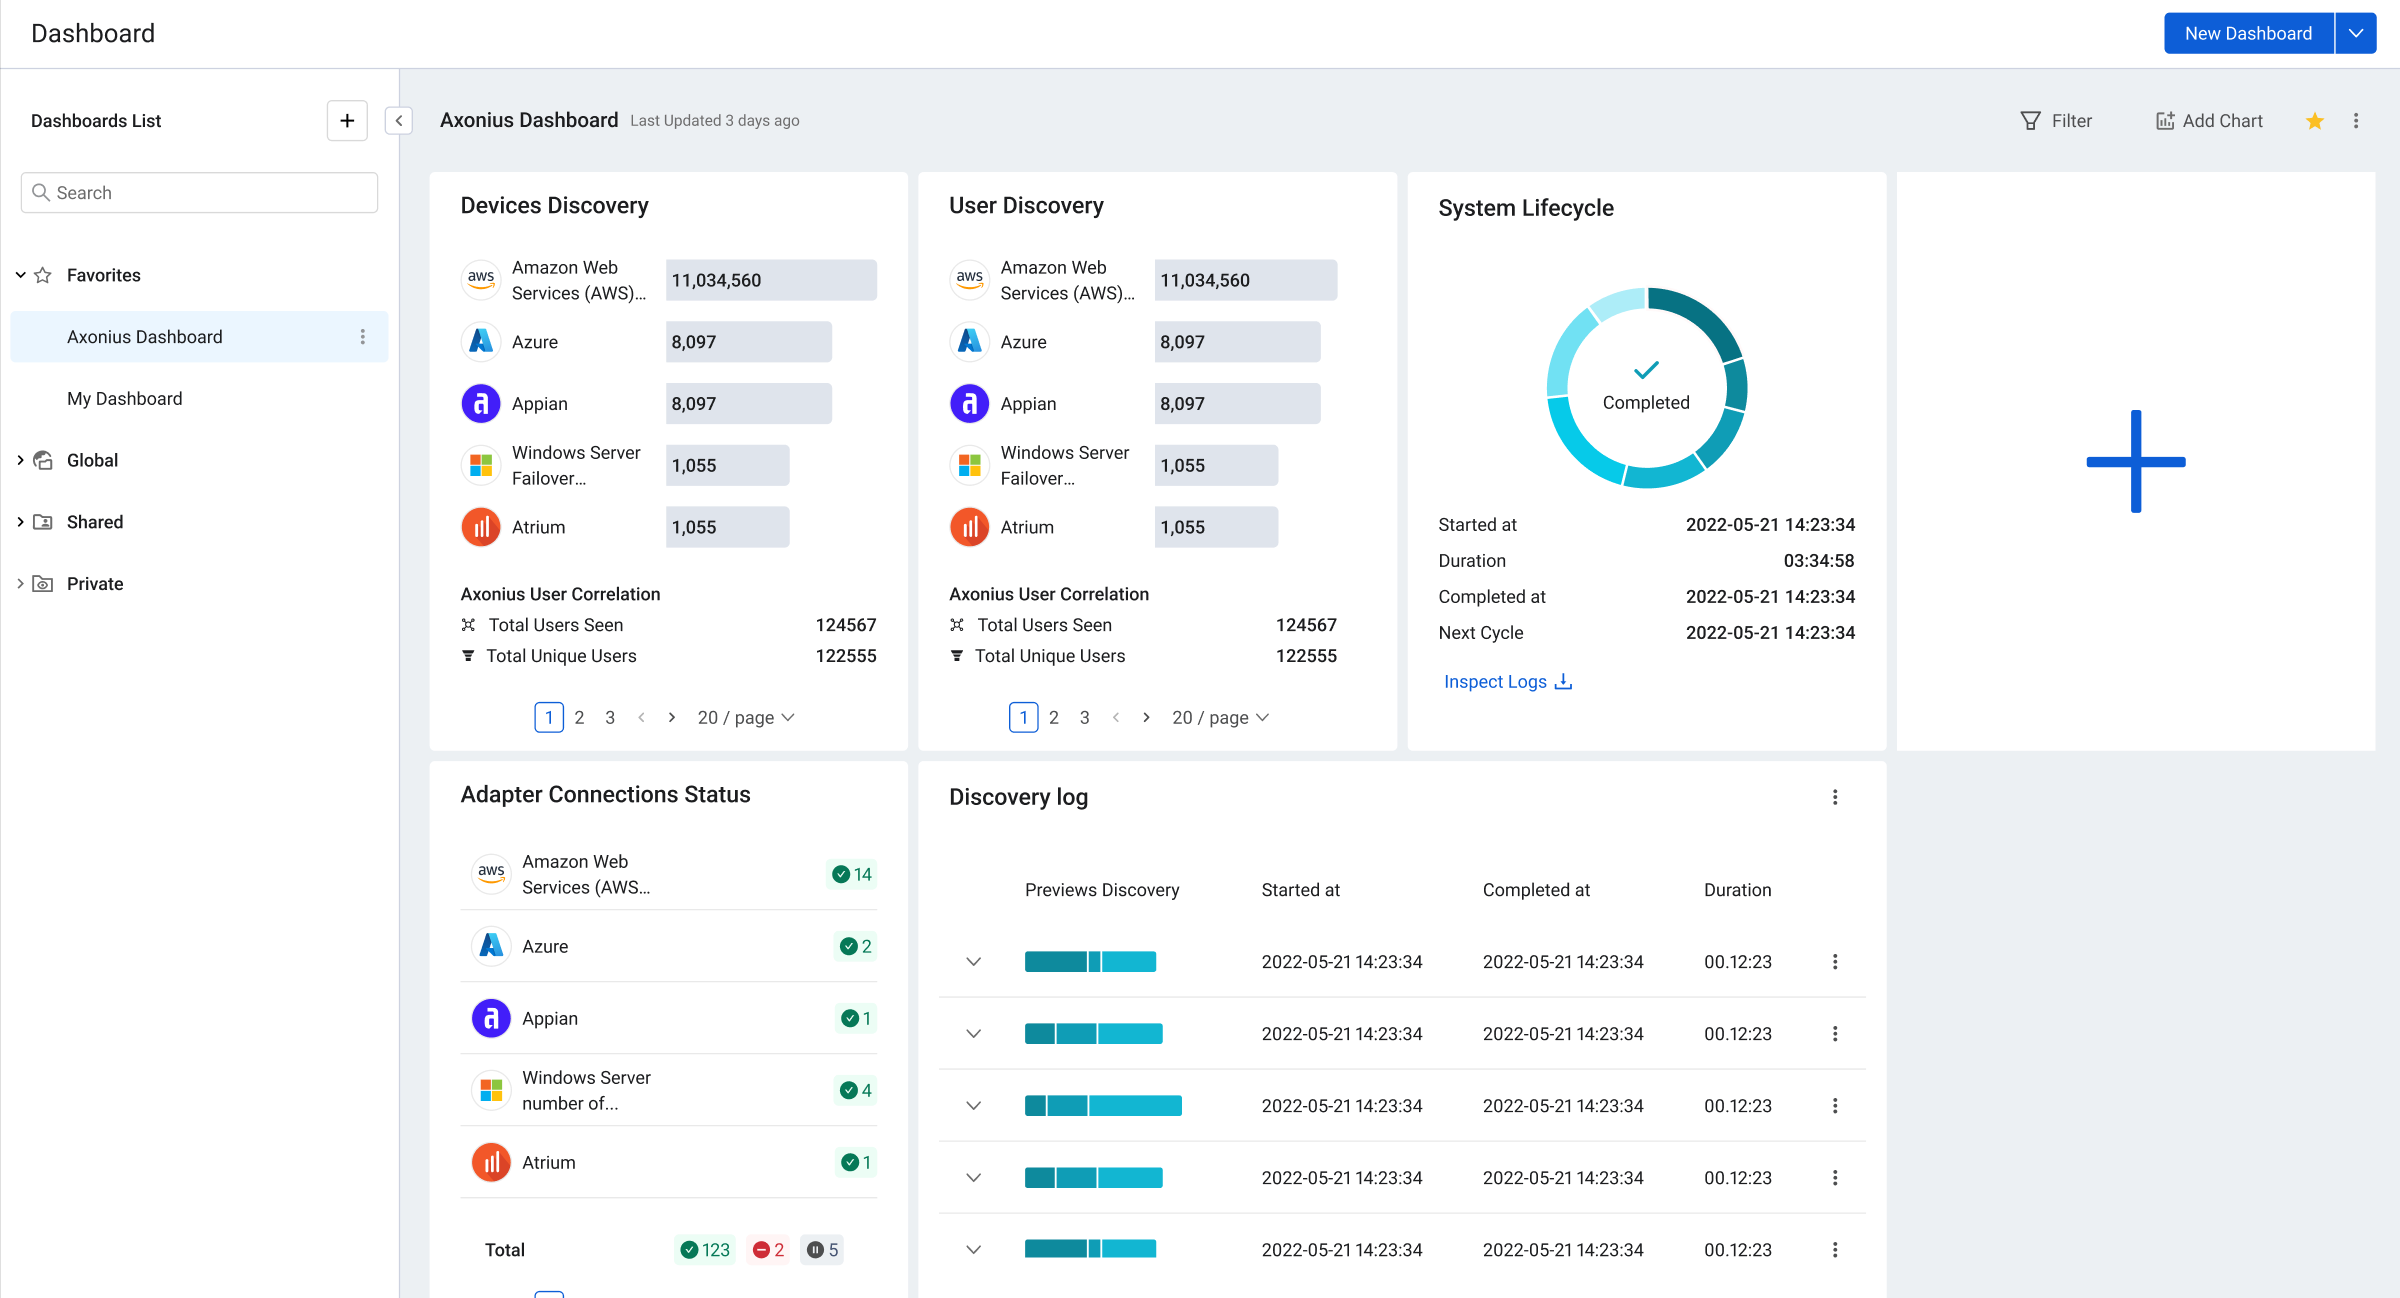 Dashboard
New Dashboard
Dashboards List
Search
Favorites
Axonius Dashboard
My Dashboard
Global
Shared
Private
Axonius Dashboard Last Updated 3 days ago
Filter
Add Chart
Devices Discovery
aws Amazon Web
Services (AWS)... 11,034,560
Azure 8,097
a Appian 8,097
Windows Server
Failover... 1,055
Atrium 1,055
Axonius User Correlation
Total Users Seen 124567
Total Unique Users 122555
1 2 3 20 / page
User Discovery
aws Amazon Web
Services (AWS)... 11,034,560
Azure 8,097
a Appian 8,097
Windows Server
Failover... 1,055
Atrium 1,055
Axonius User Correlation
Total Users Seen 124567
Total Unique Users 122555
1 2 3 20 / page
System Lifecycle
Completed
Started at 2022-05-21 14:23:34
Duration 03:34:58
Completed at 2022-05-21 14:23:34
Next Cycle 2022-05-21 14:23:34
Inspect Logs
Adapter Connections Status
aws Amazon Web
Services (AWS... 14
Azure 2
a Appian 1
Windows Server
number of... 4
Atrium 1
Total 123 2 5
Discovery log
Previews Discovery Started at Completed at Duration
2022-05-21 14:23:34 2022-05-21 14:23:34 00.12:23
2022-05-21 14:23:34 2022-05-21 14:23:34 00.12:23
2022-05-21 14:23:34 2022-05-21 14:23:34 00.12:23
2022-05-21 14:23:34 2022-05-21 14:23:34 00.12:23
2022-05-21 14:23:34 2022-05-21 14:23:34 00.12:23